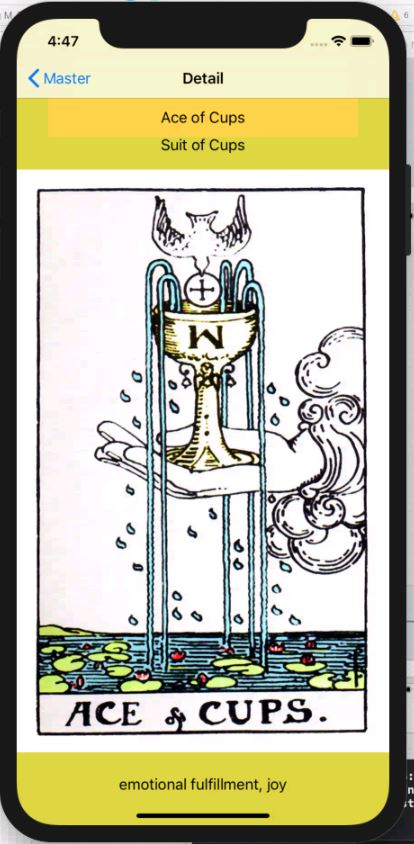 4:47
Master
Detail
Ace of Cups
Suit of Cups
ACE of CUPS.
emotional fulfillment, joy